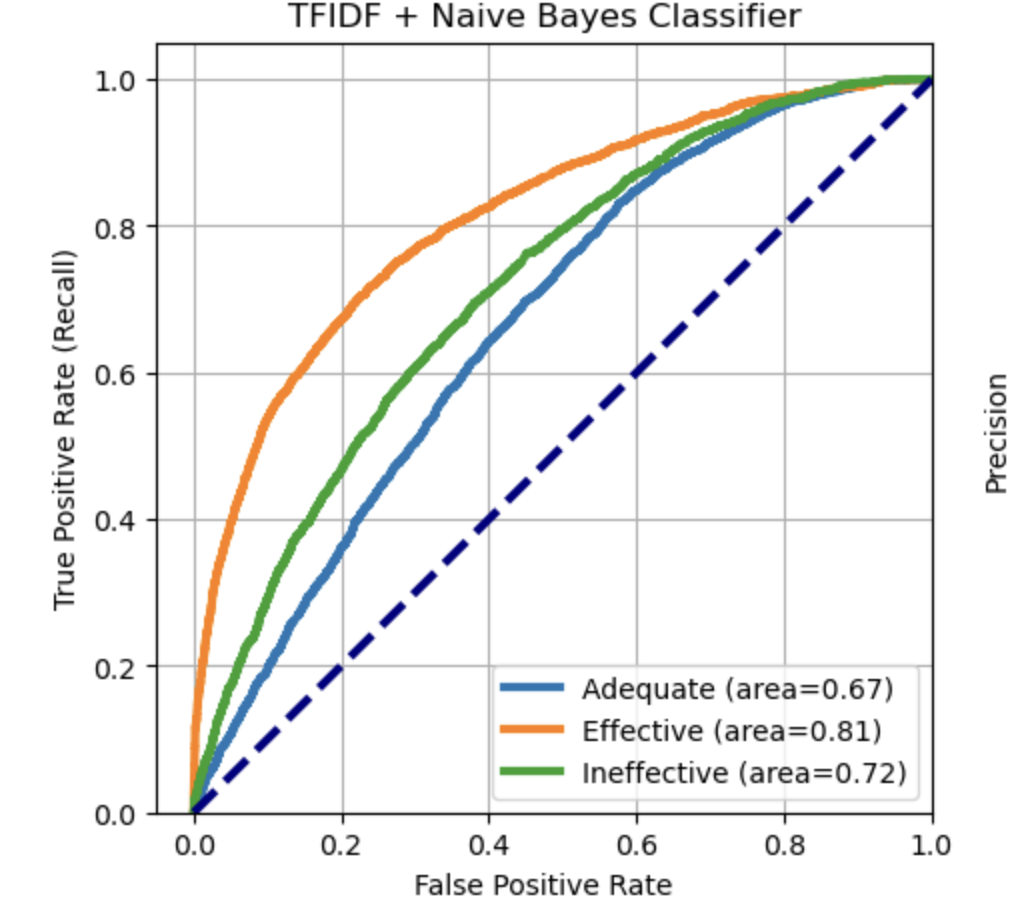 TFIDF + Naive Bayes Classifier
1.0
0.8
0.6
0.4
0.2
0.0
True Positive Rate (Recall)
Adequate (area=0.67)
Effective (area=0.81)
Ineffective (area=0.72)
0.0 0.2 0.4 0.6 0.8 1.0
False Positive Rate
Precision